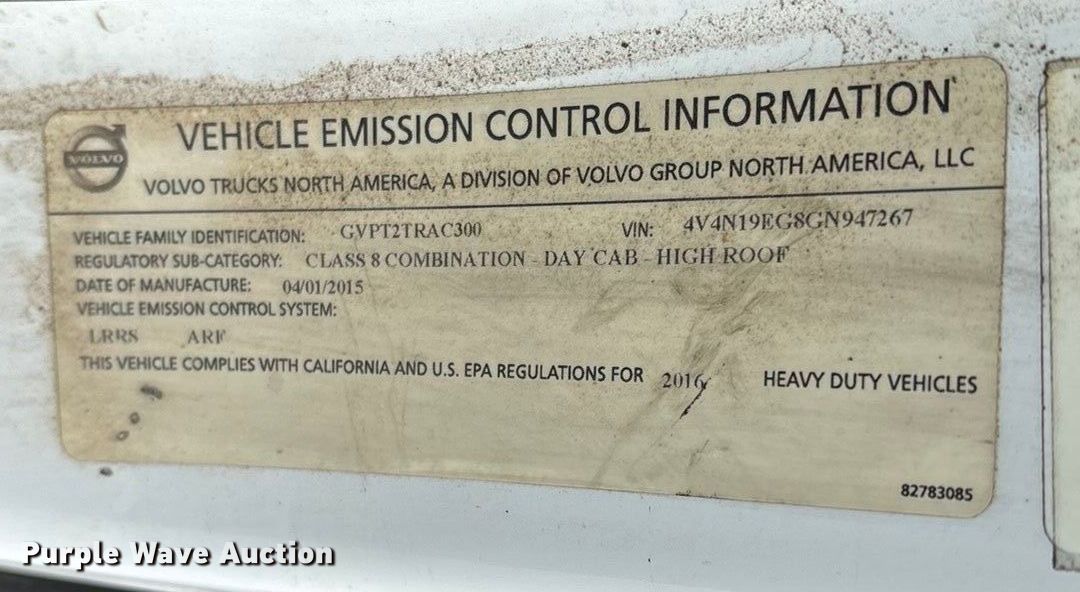 VOLVO
VEHICLE EMISSION CONTROL INFORMATION
VOLVO TRUCKS NORTH AMERICA, A DIVISION OF VOLVO GROUP NORTH AMERICA, LLC
VEHICLE FAMILY IDENTIFICATION: GVPT2TRAC300 VIN: 4V4N19EG8GN947267
REGULATORY SUB-CATEGORY: CLASS 8 COMBINATION - DAY CAB - HIGH ROOF
DATE OF MANUFACTURE: 04/01/2015
VEHICLE EMISSION CONTROL SYSTEM:
LRRS ARF
THIS VEHICLE COMPLIES WITH CALIFORNIA AND U.S. EPA REGULATIONS FOR 2016 HEAVY DUTY VEHICLES
82783085
Purple Wave Auction